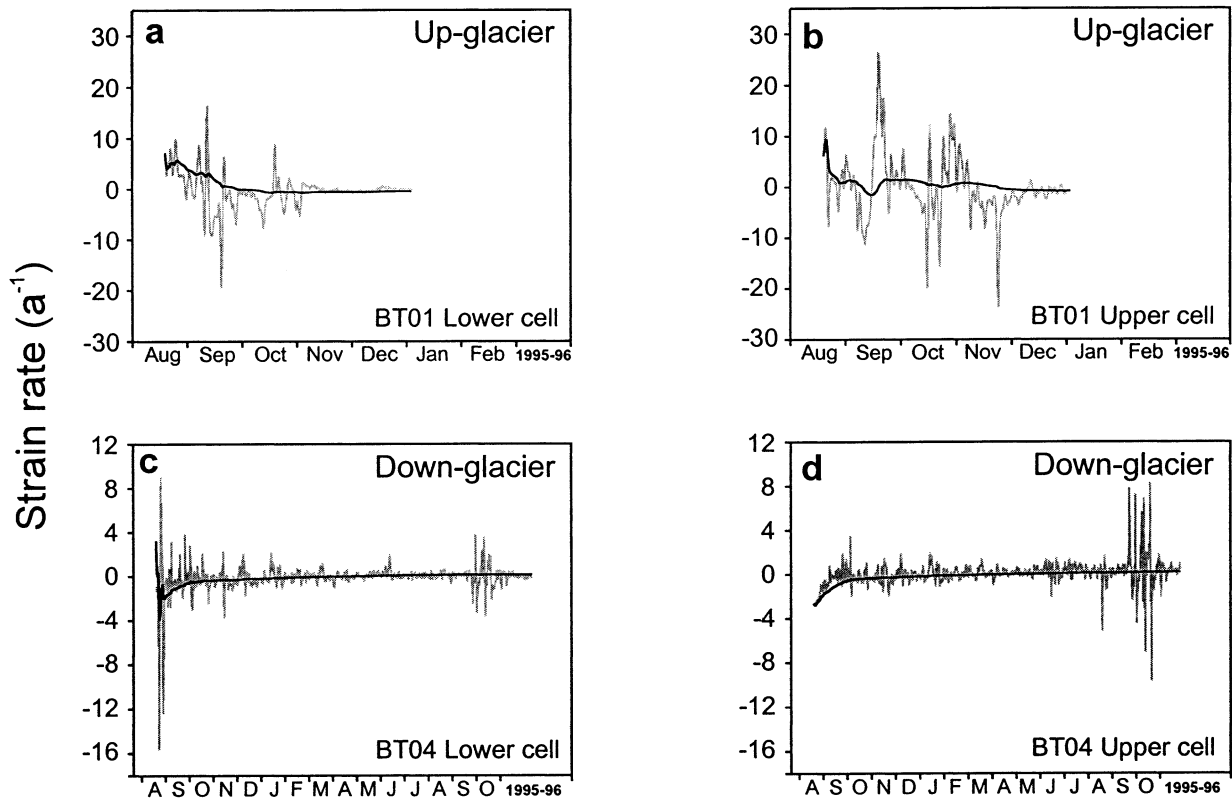 Strain rate (a⁻¹)
a
Up-glacier
30
20
10
0
-10
-20
-30
BT01 Lower cell
Aug Sep Oct Nov Dec Jan Feb 1995-96
b
Up-glacier
30
20
10
0
-10
-20
-30
BT01 Upper cell
Aug Sep Oct Nov Dec Jan Feb 1995-96
c
Down-glacier
12
8
4
0
-4
-8
-12
-16
BT04 Lower cell
A S O N D J F M A M J J A S O 1995-96
d
Down-glacier
12
8
4
0
-4
-8
-12
-16
BT04 Upper cell
A S O N D J F M A M J J A S O 1995-96